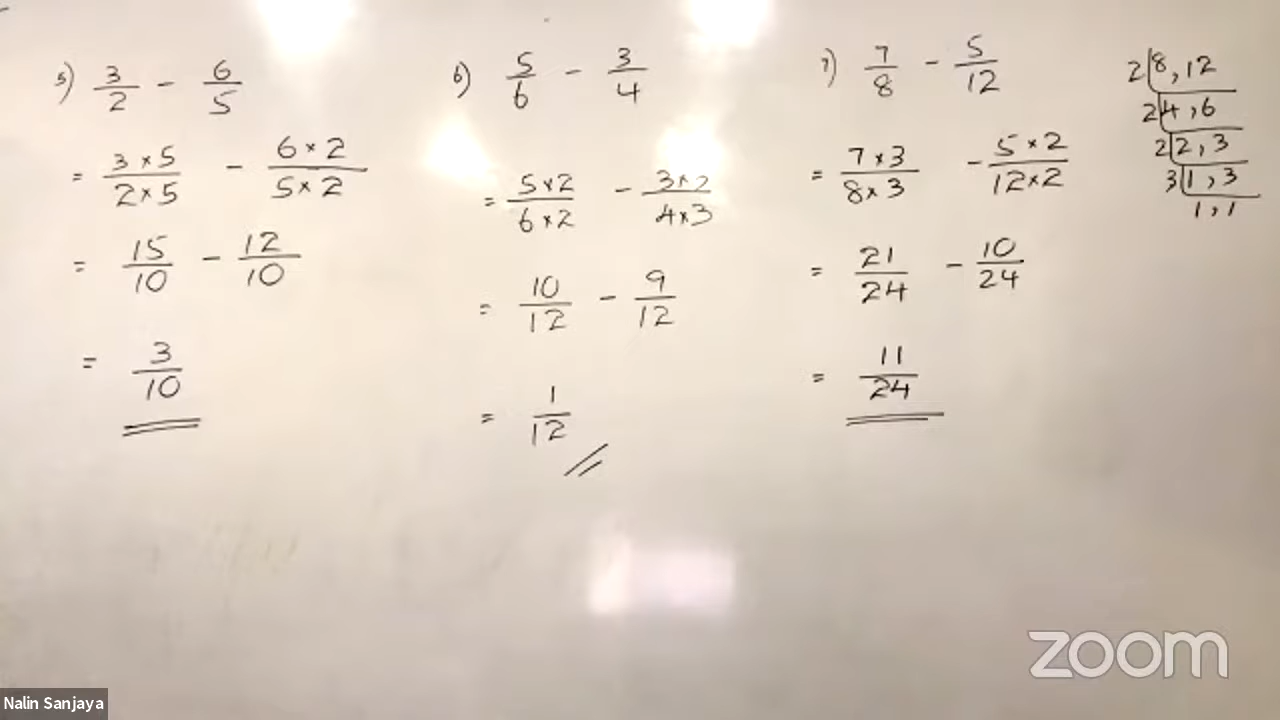 5) 3/2 - 6/5
= 3×5/2×5 - 6×2/5×2
= 15/10 - 12/10
= 3/10
6) 5/6 - 3/4
= 5×2/6×2 - 3×2/4×3
= 10/12 - 9/12
= 1/12
7) 7/8 - 5/12
= 7×3/8×3 - 5×2/12×2
= 21/24 - 10/24
= 11/24
2|8,12
2|4,6
2|2,3
3|1,3
1,1
zoom
Nalin Sanjaya